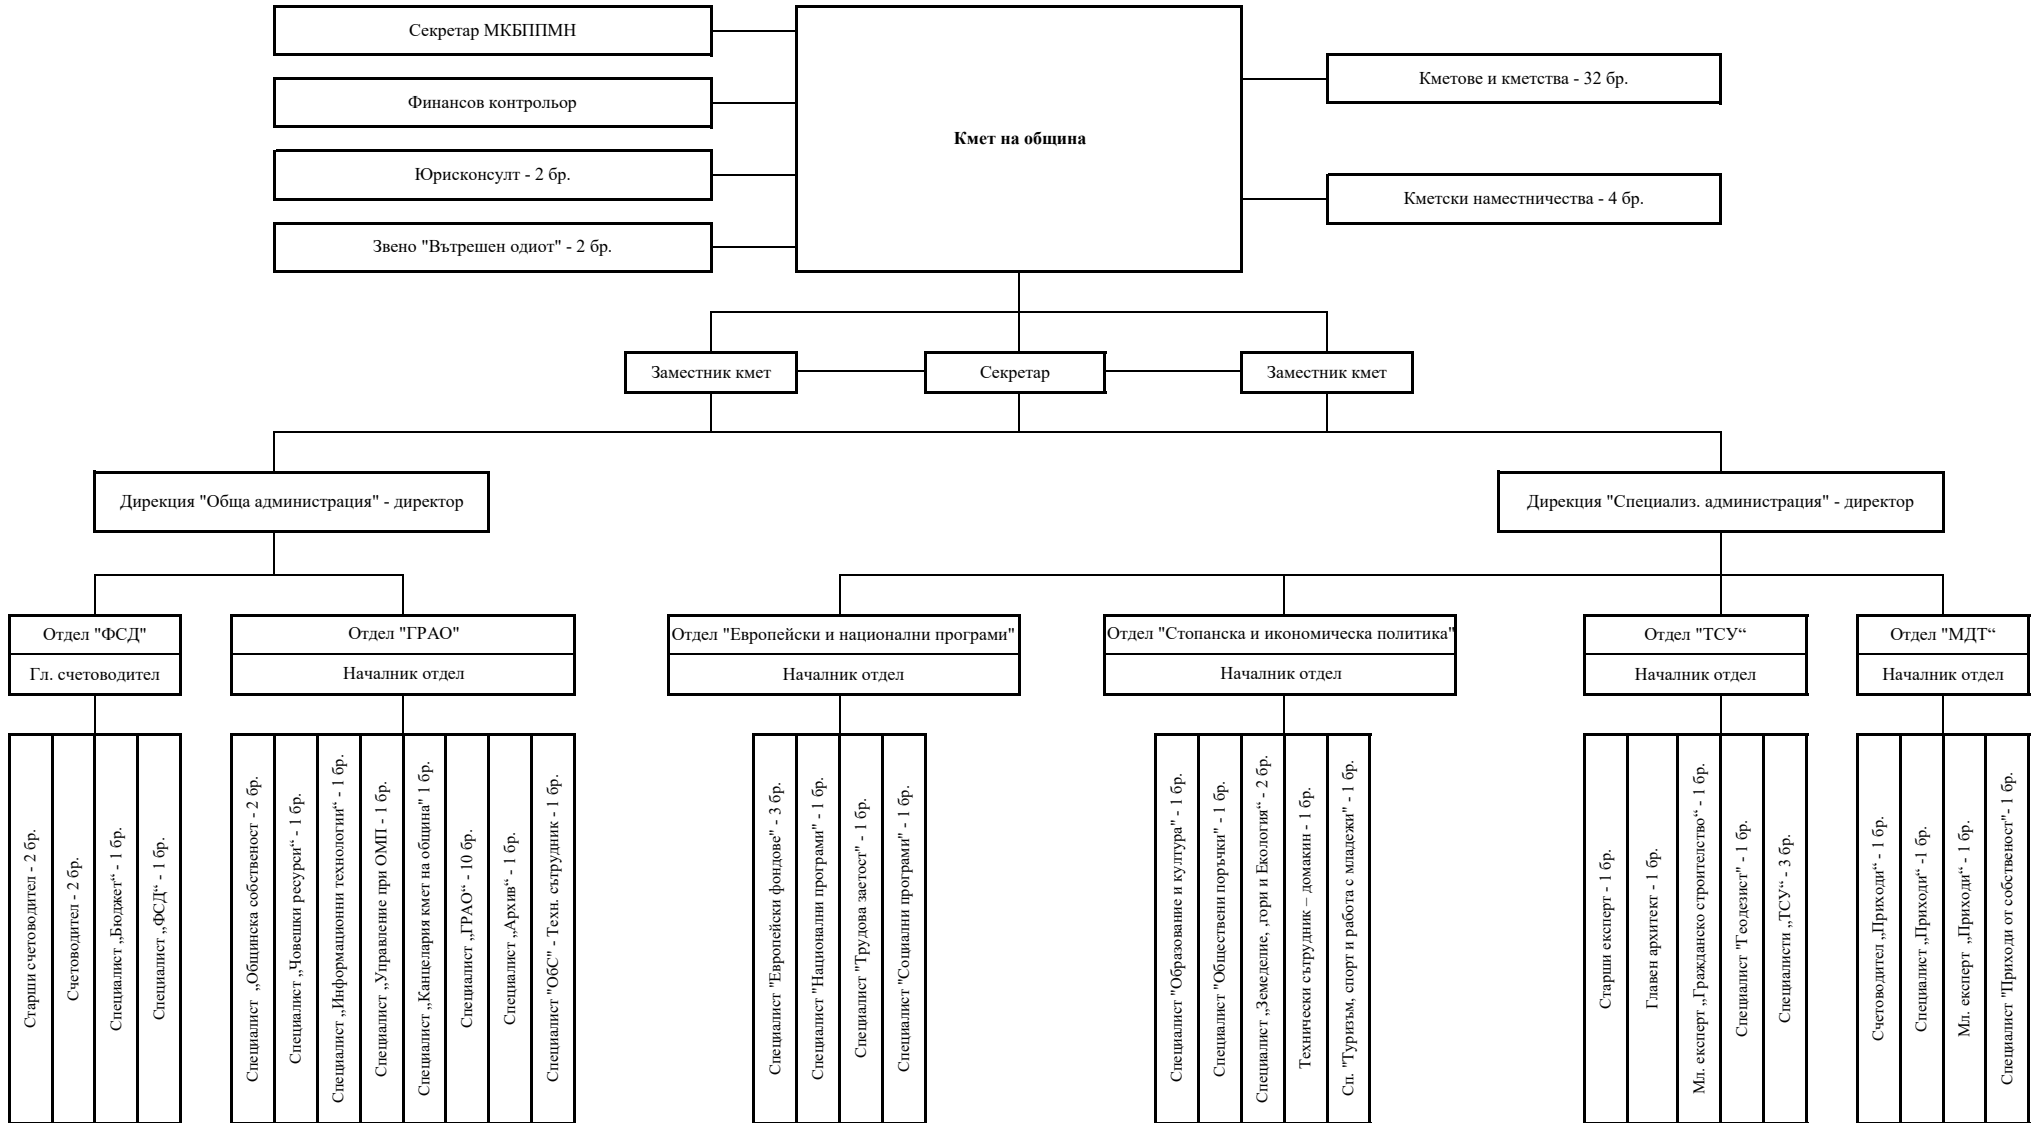 Секретар МКБППМН
Финансов контрольор
Юрисконсулт - 2 бр.
Звено "Вътрешен одиот" - 2 бр.
Кмет на община
Кметове и кметства - 32 бр.
Кметски наместничества - 4 бр.
Заместник кмет
Секретар
Заместник кмет
Дирекция "Обща администрация" - директор
Дирекция "Специализ. администрация" - директор
Отдел "ФСД"
Гл. счетоводител
Отдел "ГРАО"
Началник отдел
Отдел "Европейски и национални програми"
Началник отдел
Отдел "Стопанска и икономическа политика"
Началник отдел
Отдел "ТСУ“
Началник отдел
Отдел "МДТ“
Началник отдел
Старши счетоводител - 2 бр.
Счетоводител - 2 бр.
Специалист „Бюджет“ - 1 бр.
Специалист „ФСД“ - 1 бр.
Специалист „Общинска собственост - 2 бр.
Специалист „Човешки ресурси“ - 1 бр.
Специалист „Информационни технологии“ - 1 бр.
Специалист „Управление при ОМП - 1 бр.
Специалист „Канцелария кмет на община" 1 бр.
Специалист „ГРАО“ - 10 бр.
Специалист „Архив“ - 1 бр.
Специалист "ОбС" - Техн. сътрудник - 1 бр.
Специалист "Европейски фондове" - 3 бр.
Специалист "Национални програми" - 1 бр.
Специалист "Трудова заетост" - 1 бр.
Специалист "Социални програми" - 1 бр.
Специалист "Образование и култура" - 1 бр.
Специалист "Обществени поръчки" - 1 бр.
Специалист „Земеделие, ,гори и Екология“ - 2 бр.
Технически сътрудник – домакин - 1 бр.
Сп. "Туризъм, спорт и работа с младежи" - 1 бр.
Старши експерт - 1 бр.
Главен архитект - 1 бр.
Мл. експерт „Гражданско строителство“ - 1 бр.
Специалист "Геодезист" - 1 бр.
Специалисти „ТСУ“ - 3 бр.
Счетоводител „Приходи“ - 1 бр.
Специалист „Приходи“ -1 бр.
Мл. експерт „Приходи“ - 1 бр.
Специалист "Приходи от собственост"- 1 бр.